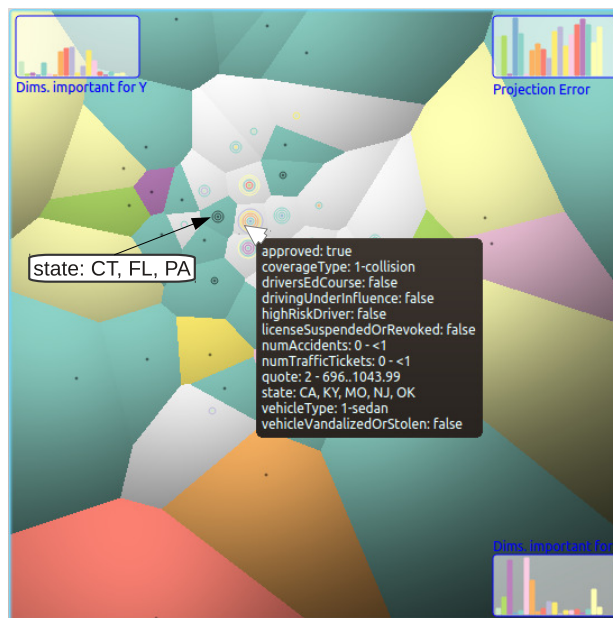 Dims. important for Y
Projection Error
state: CT, FL, PA
approved: true
coverageType: 1-collision
driversEdCourse: false
drivingUnderInfluence: false
highRiskDriver: false
licenseSuspendedOrRevoked: false
numAccidents: 0 - <1
numTrafficTickets: 0 - <1
quote: 2 - 696..1043.99
state: CA, KY, MO, NJ, OK
vehicleType: 1-sedan
vehicleVandalizedOrStolen: false
Dims. important for